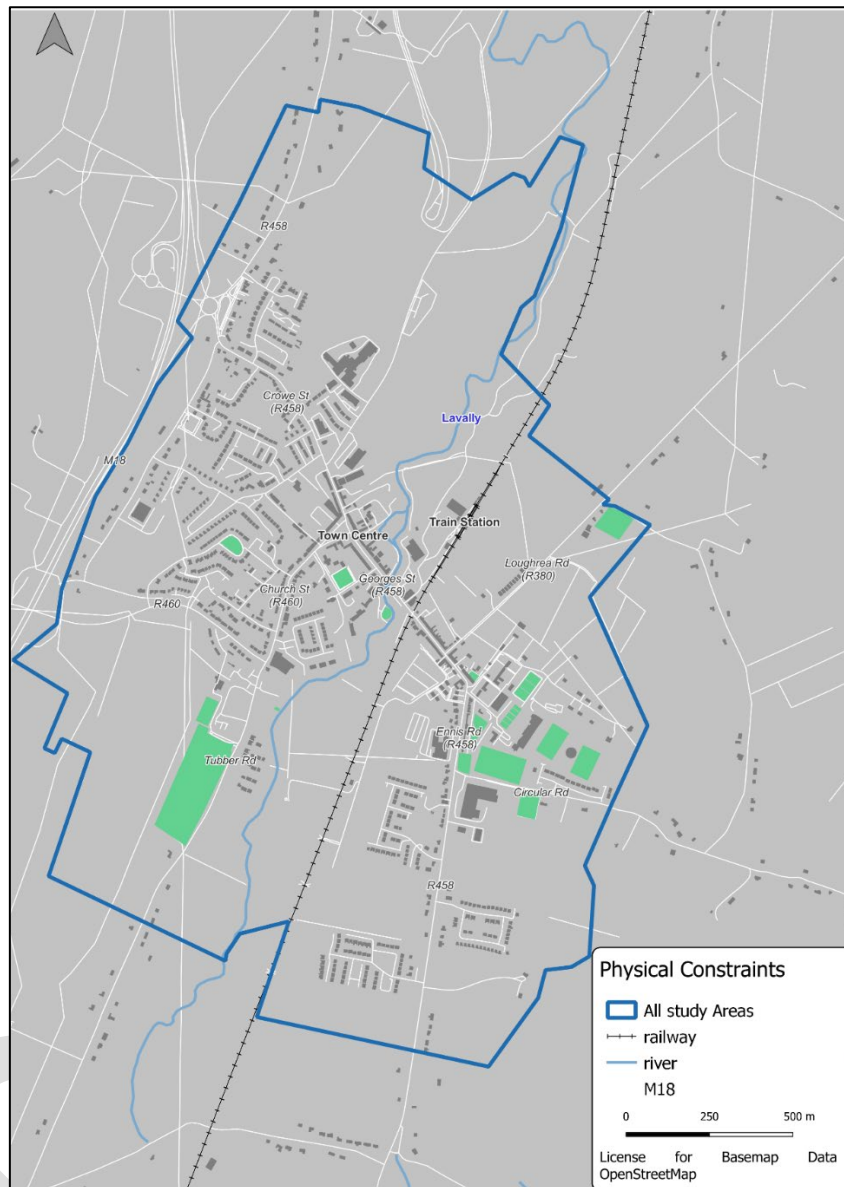 R458
Crowe St
(R458)
Lavally
M18
Town Centre
Train Station
Loughrea Rd
(R380)
Georges St
(R458)
Church St
(R460)
R460
Ennis Rd
(R458)
Tubber Rd
Circular Rd
R458
Physical Constraints
All study Areas
railway
river
M18
0 250 500 m
License for Basemap Data
OpenStreetMap